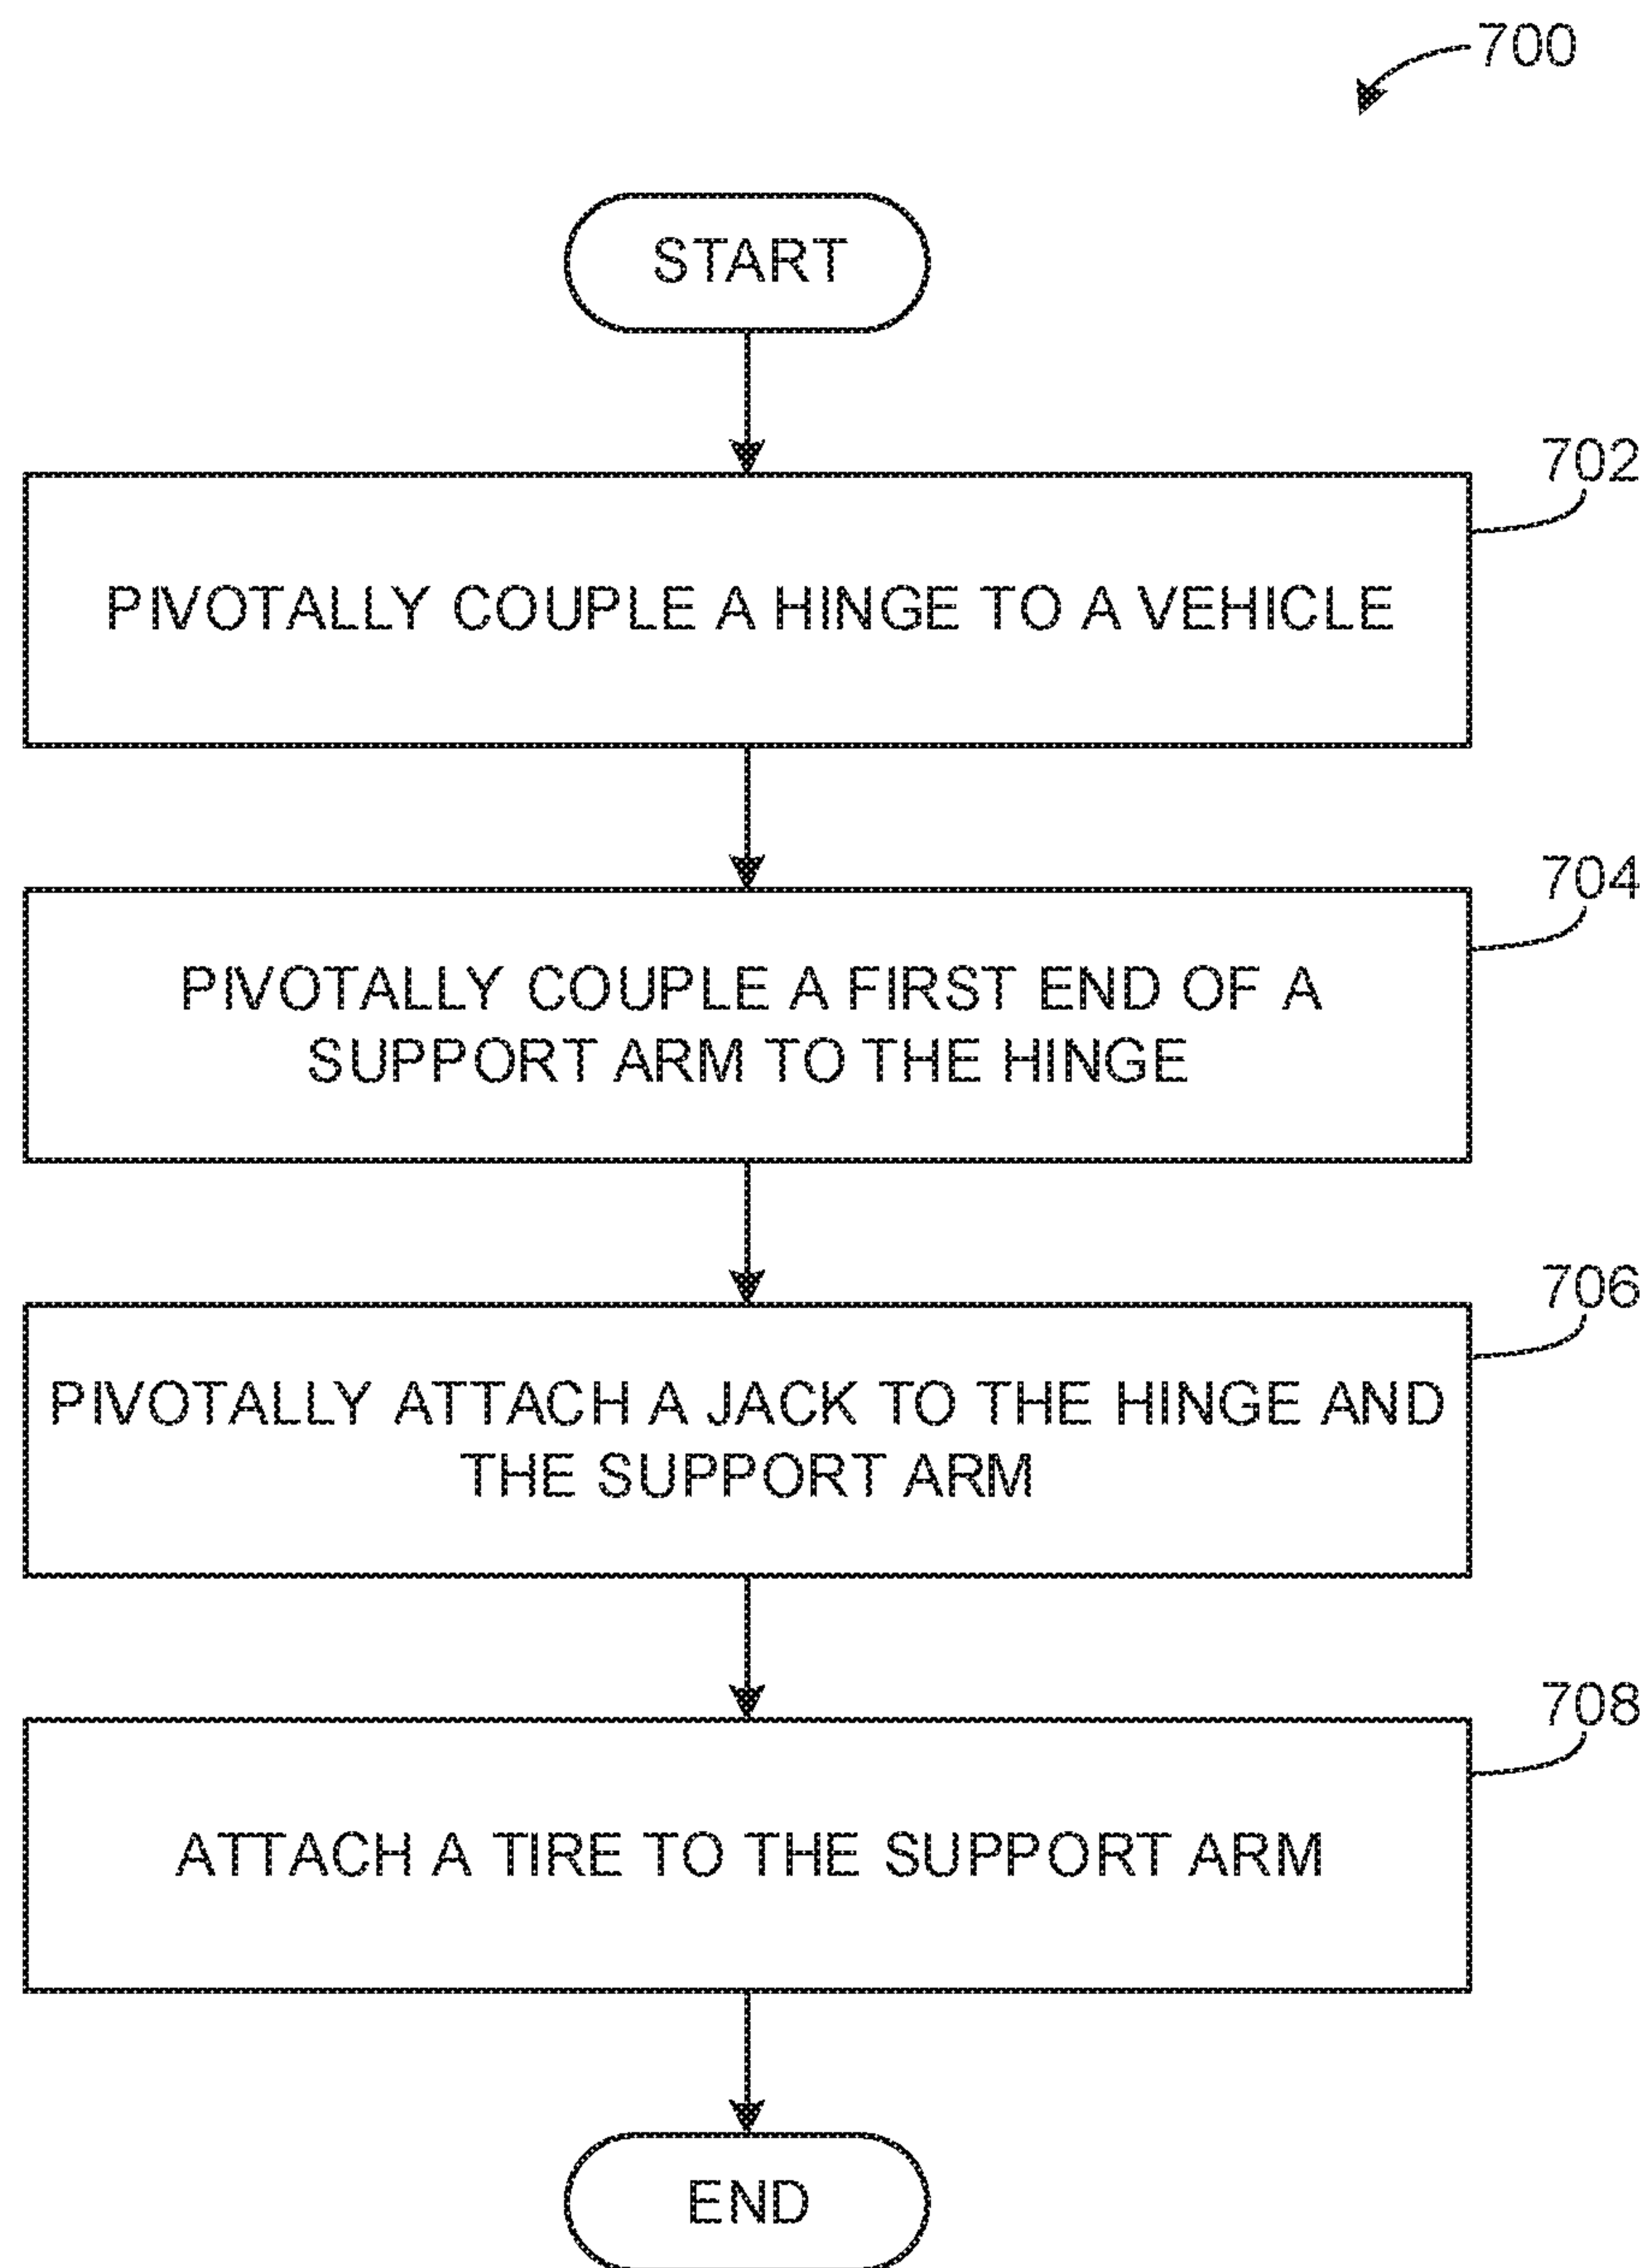 700
START
702
PIVOTALLY COUPLE A HINGE TO A VEHICLE
704
PIVOTALLY COUPLE A FIRST END OF A
SUPPORT ARM TO THE HINGE
706
PIVOTALLY ATTACH A JACK TO THE HINGE AND
THE SUPPORT ARM
708
ATTACH A TIRE TO THE SUPPORT ARM
END